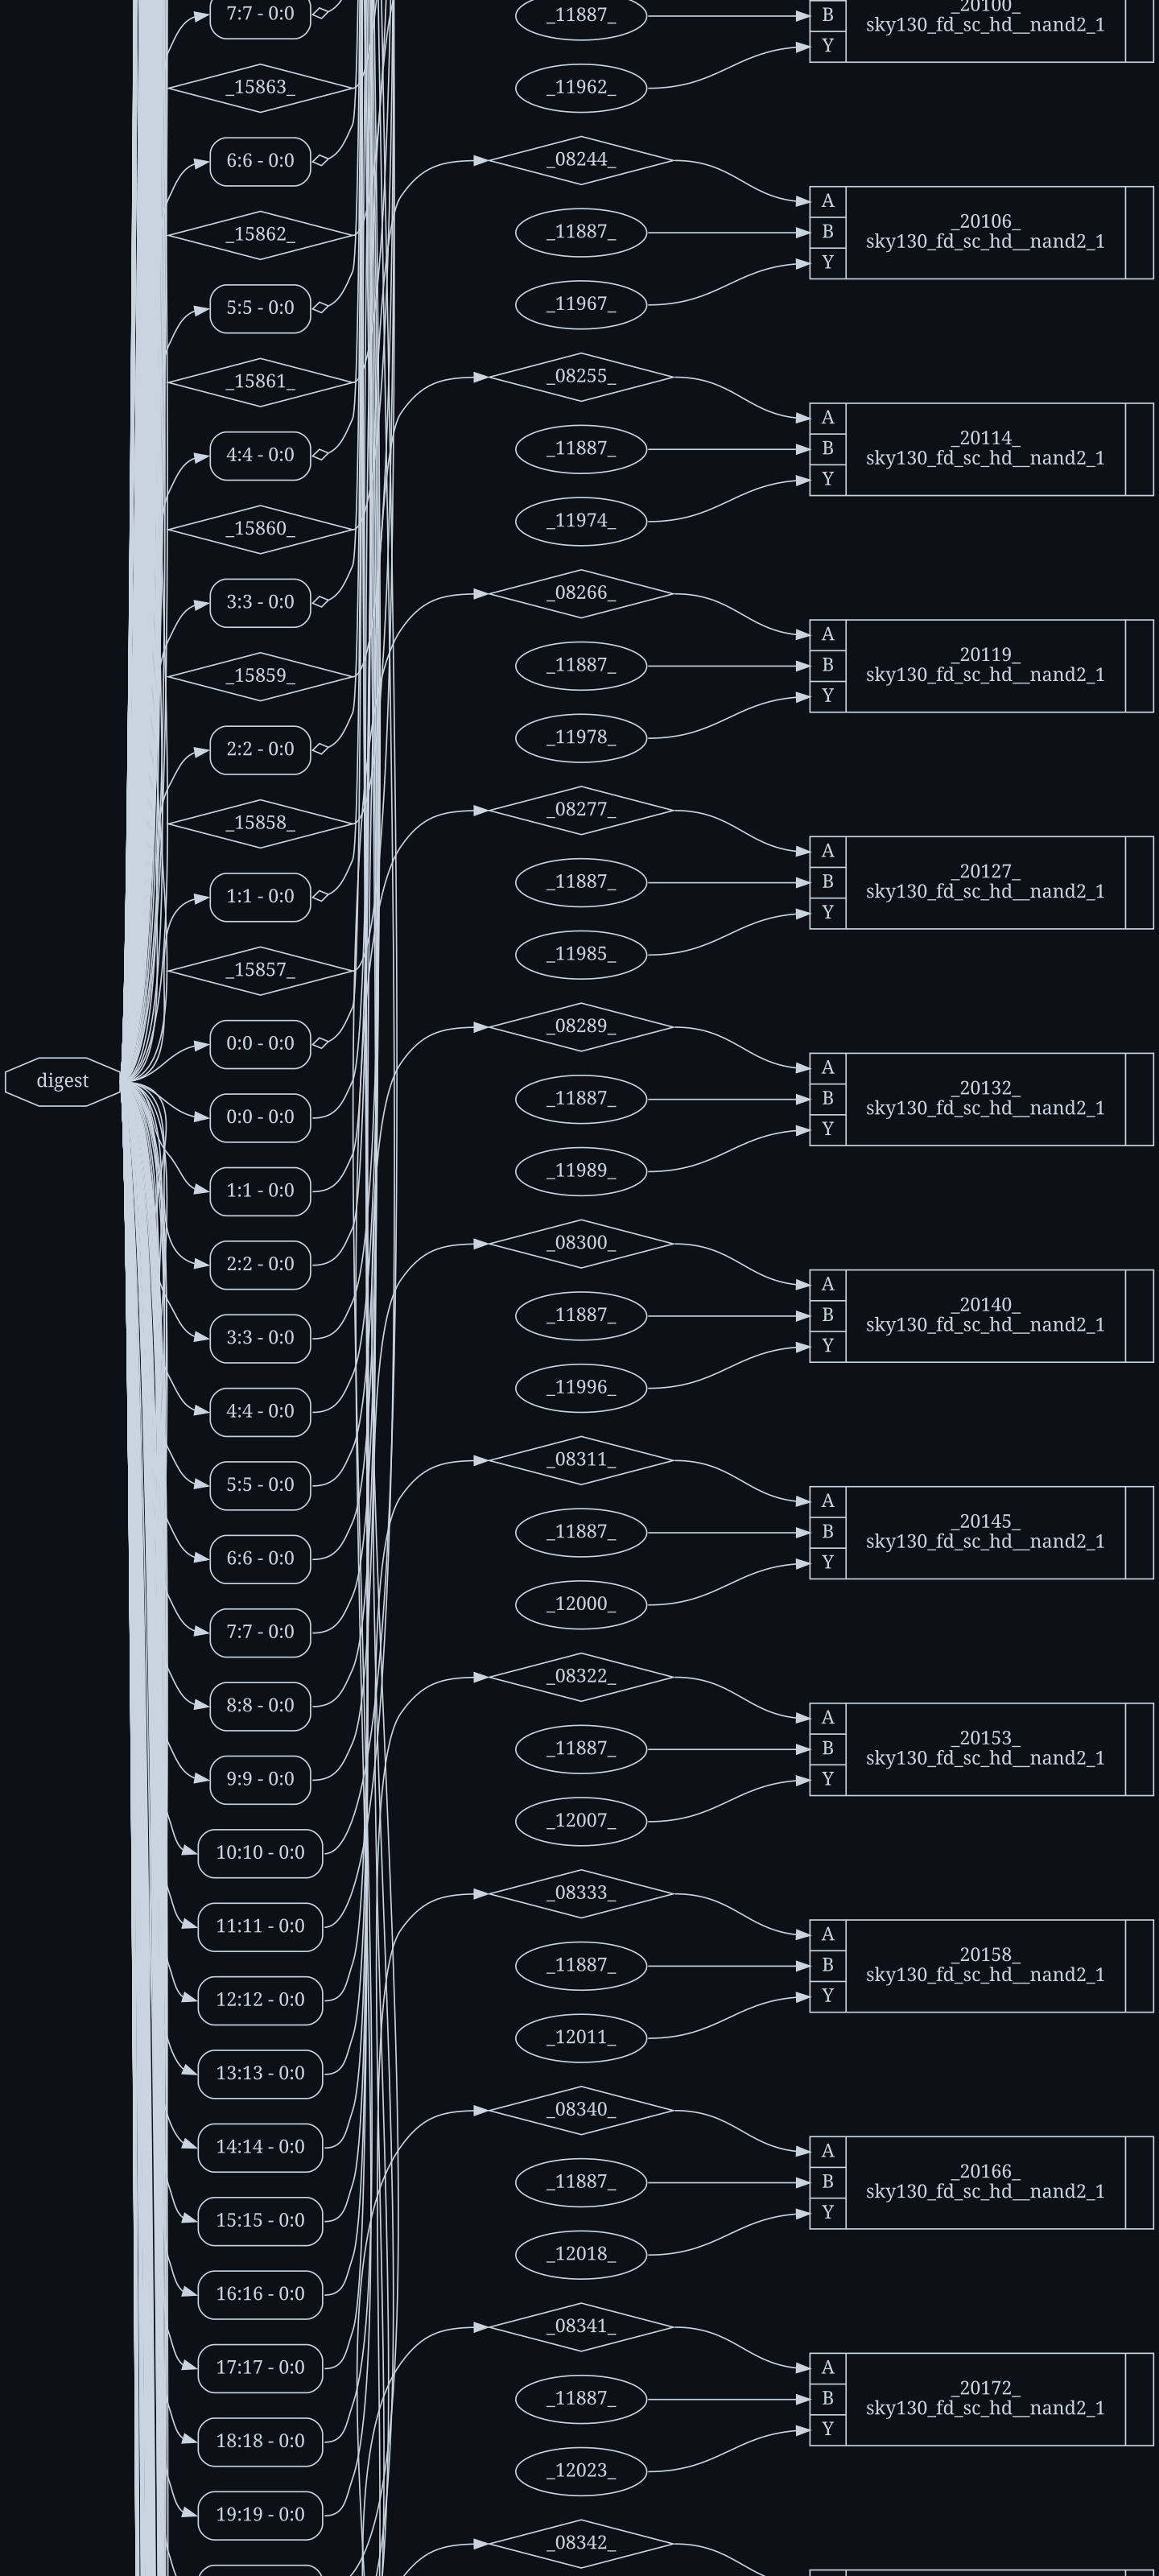 digest
7:7 - 0:0
_15863_
6:6 - 0:0
_15862_
5:5 - 0:0
_15861_
4:4 - 0:0
_15860_
3:3 - 0:0
_15859_
2:2 - 0:0
_15858_
1:1 - 0:0
_15857_
0:0 - 0:0
0:0 - 0:0
1:1 - 0:0
2:2 - 0:0
3:3 - 0:0
4:4 - 0:0
5:5 - 0:0
6:6 - 0:0
7:7 - 0:0
8:8 - 0:0
9:9 - 0:0
10:10 - 0:0
11:11 - 0:0
12:12 - 0:0
13:13 - 0:0
14:14 - 0:0
15:15 - 0:0
16:16 - 0:0
17:17 - 0:0
18:18 - 0:0
19:19 - 0:0
_11887_
_11962_
B
Y
_20100_
sky130_fd_sc_hd__nand2_1
_08244_
_11887_
_11967_
A
B
Y
_20106_
sky130_fd_sc_hd__nand2_1
_08255_
_11887_
_11974_
A
B
Y
_20114_
sky130_fd_sc_hd__nand2_1
_08266_
_11887_
_11978_
A
B
Y
_20119_
sky130_fd_sc_hd__nand2_1
_08277_
_11887_
_11985_
A
B
Y
_20127_
sky130_fd_sc_hd__nand2_1
_08289_
_11887_
_11989_
A
B
Y
_20132_
sky130_fd_sc_hd__nand2_1
_08300_
_11887_
_11996_
A
B
Y
_20140_
sky130_fd_sc_hd__nand2_1
_08311_
_11887_
_12000_
A
B
Y
_20145_
sky130_fd_sc_hd__nand2_1
_08322_
_11887_
_12007_
A
B
Y
_20153_
sky130_fd_sc_hd__nand2_1
_08333_
_11887_
_12011_
A
B
Y
_20158_
sky130_fd_sc_hd__nand2_1
_08340_
_11887_
_12018_
A
B
Y
_20166_
sky130_fd_sc_hd__nand2_1
_08341_
_11887_
_12023_
A
B
Y
_20172_
sky130_fd_sc_hd__nand2_1
_08342_